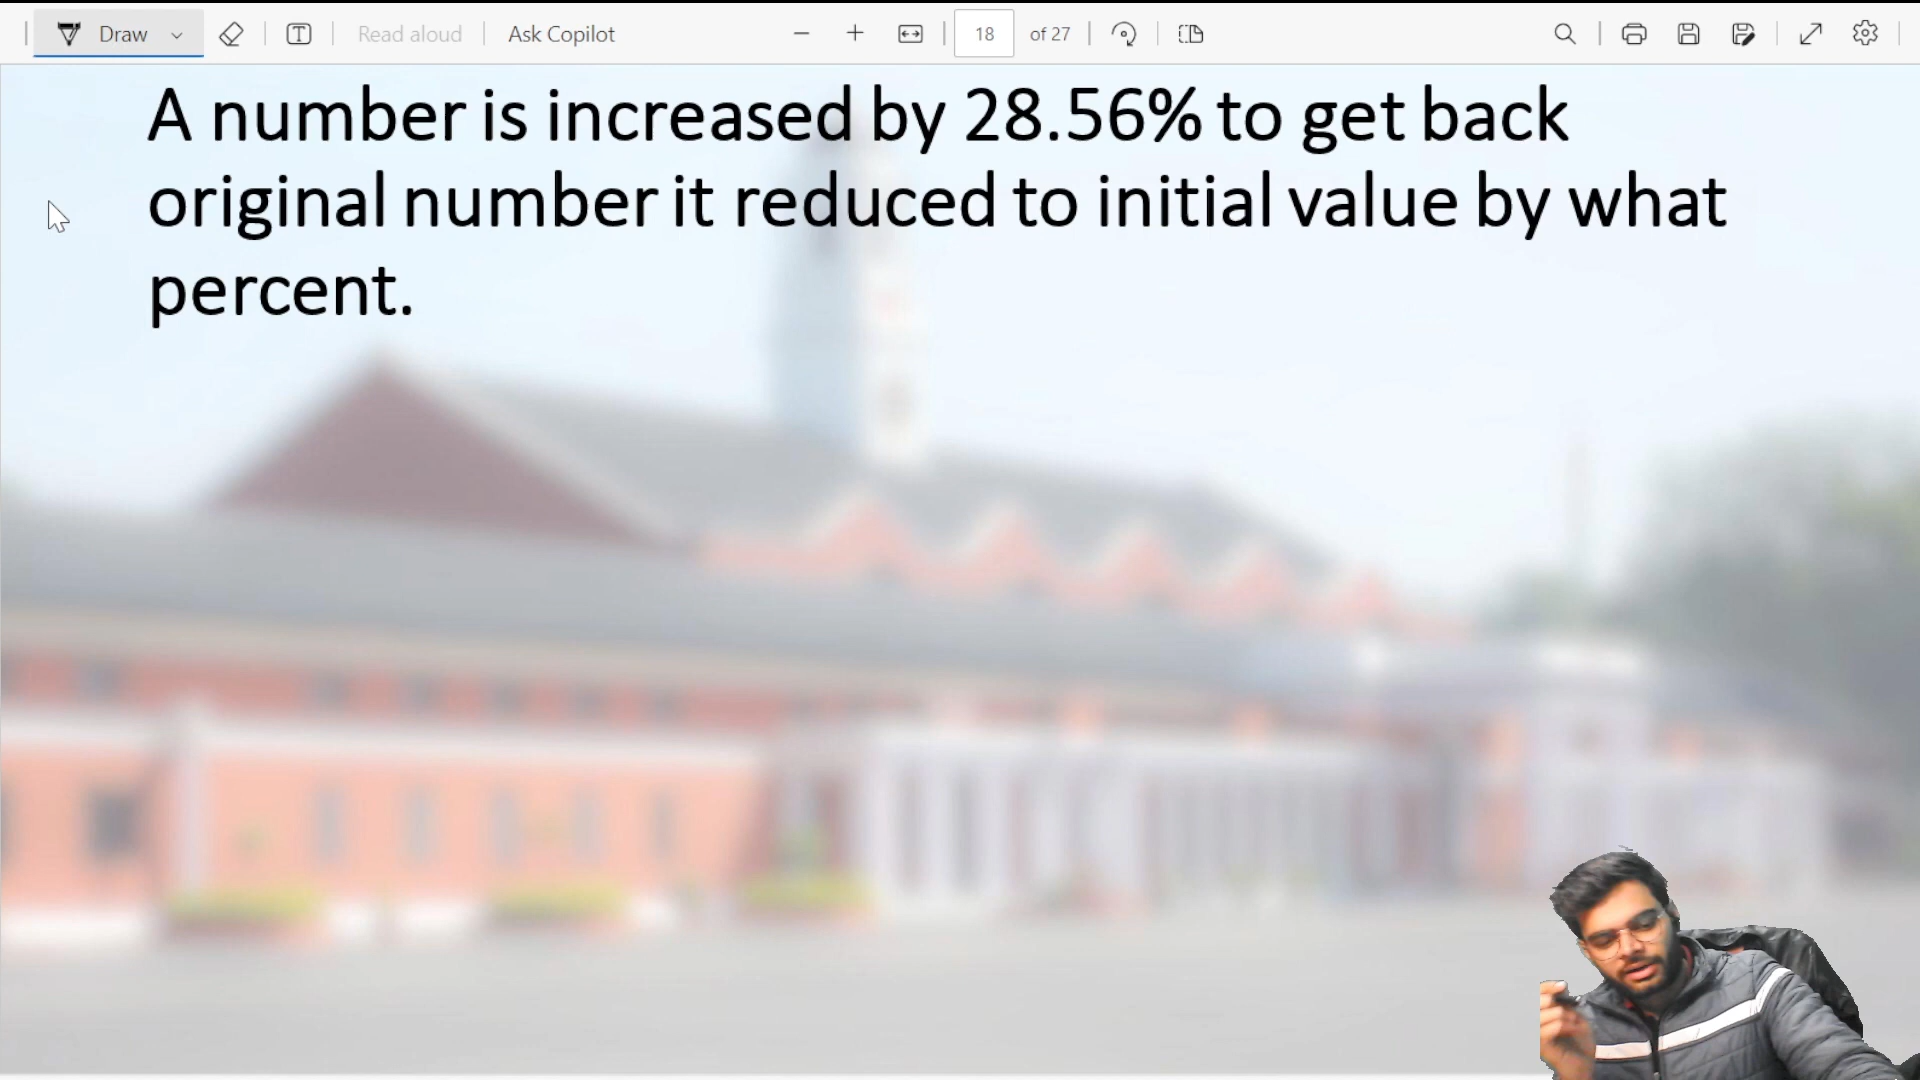 Draw
Read aloud
Ask Copilot
18
of 27
A number is increased by 28.56% to get back
original number it reduced to initial value by what
percent.